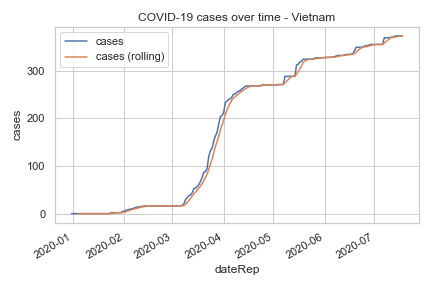 COVID-19 cases over time - Vietnam
cases
cases (rolling)
300
200
100
0
cases
2020-01
2020-02
2020-03
2020-04
2020-05
2020-06
2020-07
dateRep